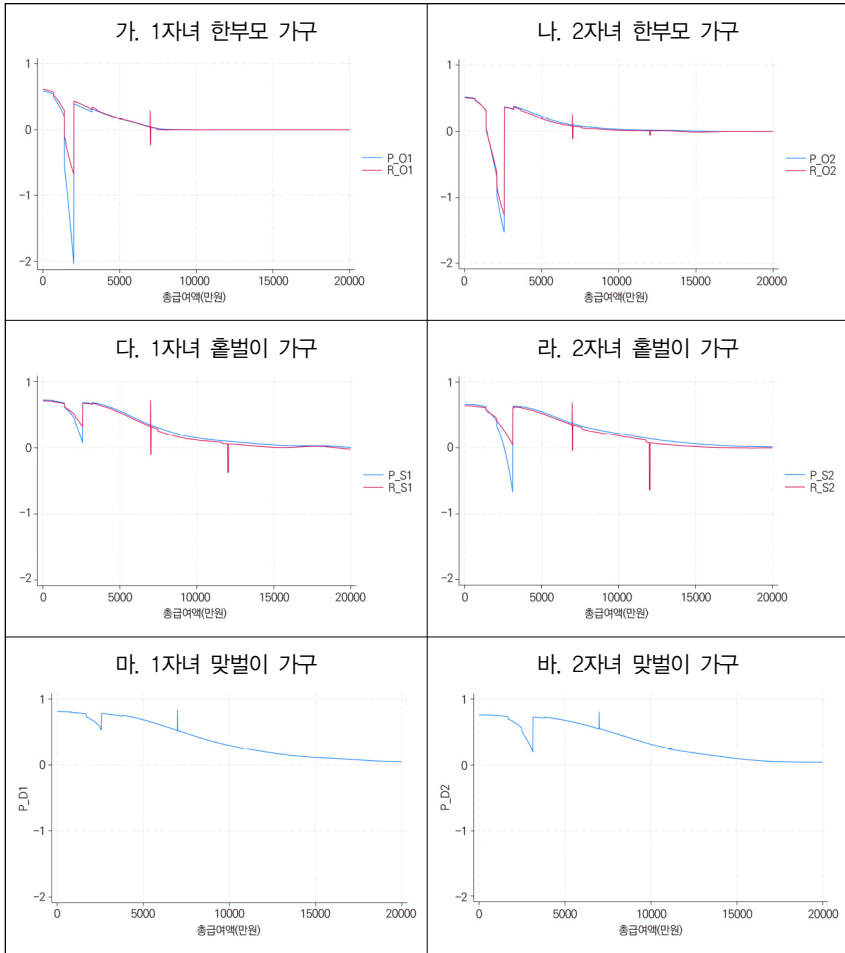 가. 1자녀 한부모 가구
1
0
-1
-2
0
5000
10000
15000
20000
총급여액(만원)
P_O1
R_O1
나. 2자녀 한부모 가구
1
0
-1
-2
0
5000
10000
15000
20000
총급여액(만원)
P_O2
R_O2
다. 1자녀 홑벌이 가구
1
0
-1
-2
0
5000
10000
15000
20000
총급여액(만원)
P_S1
R_S1
라. 2자녀 홑벌이 가구
1
0
-1
-2
0
5000
10000
15000
20000
총급여액(만원)
P_S2
R_S2
마. 1자녀 맞벌이 가구
P_D1
1
0
-1
-2
0
5000
10000
15000
20000
총급여액(만원)
바. 2자녀 맞벌이 가구
P_D2
1
0
-1
-2
0
5000
10000
15000
20000
총급여액(만원)